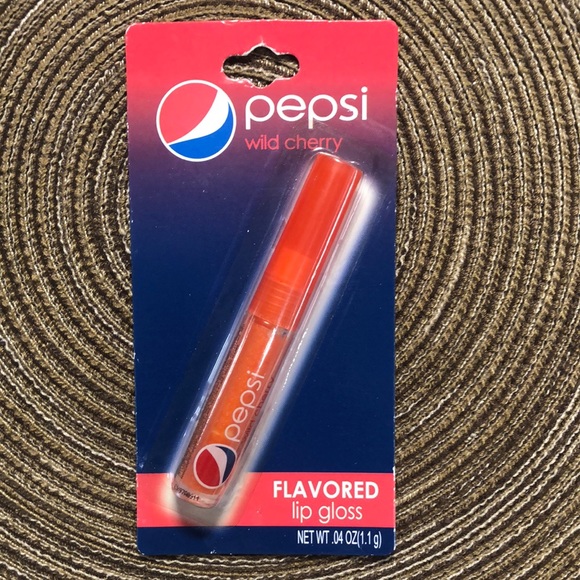 pepsi
wild cherry
pepsi
FLAVORED
lip gloss
NET WT .04 OZ(1.1 g)